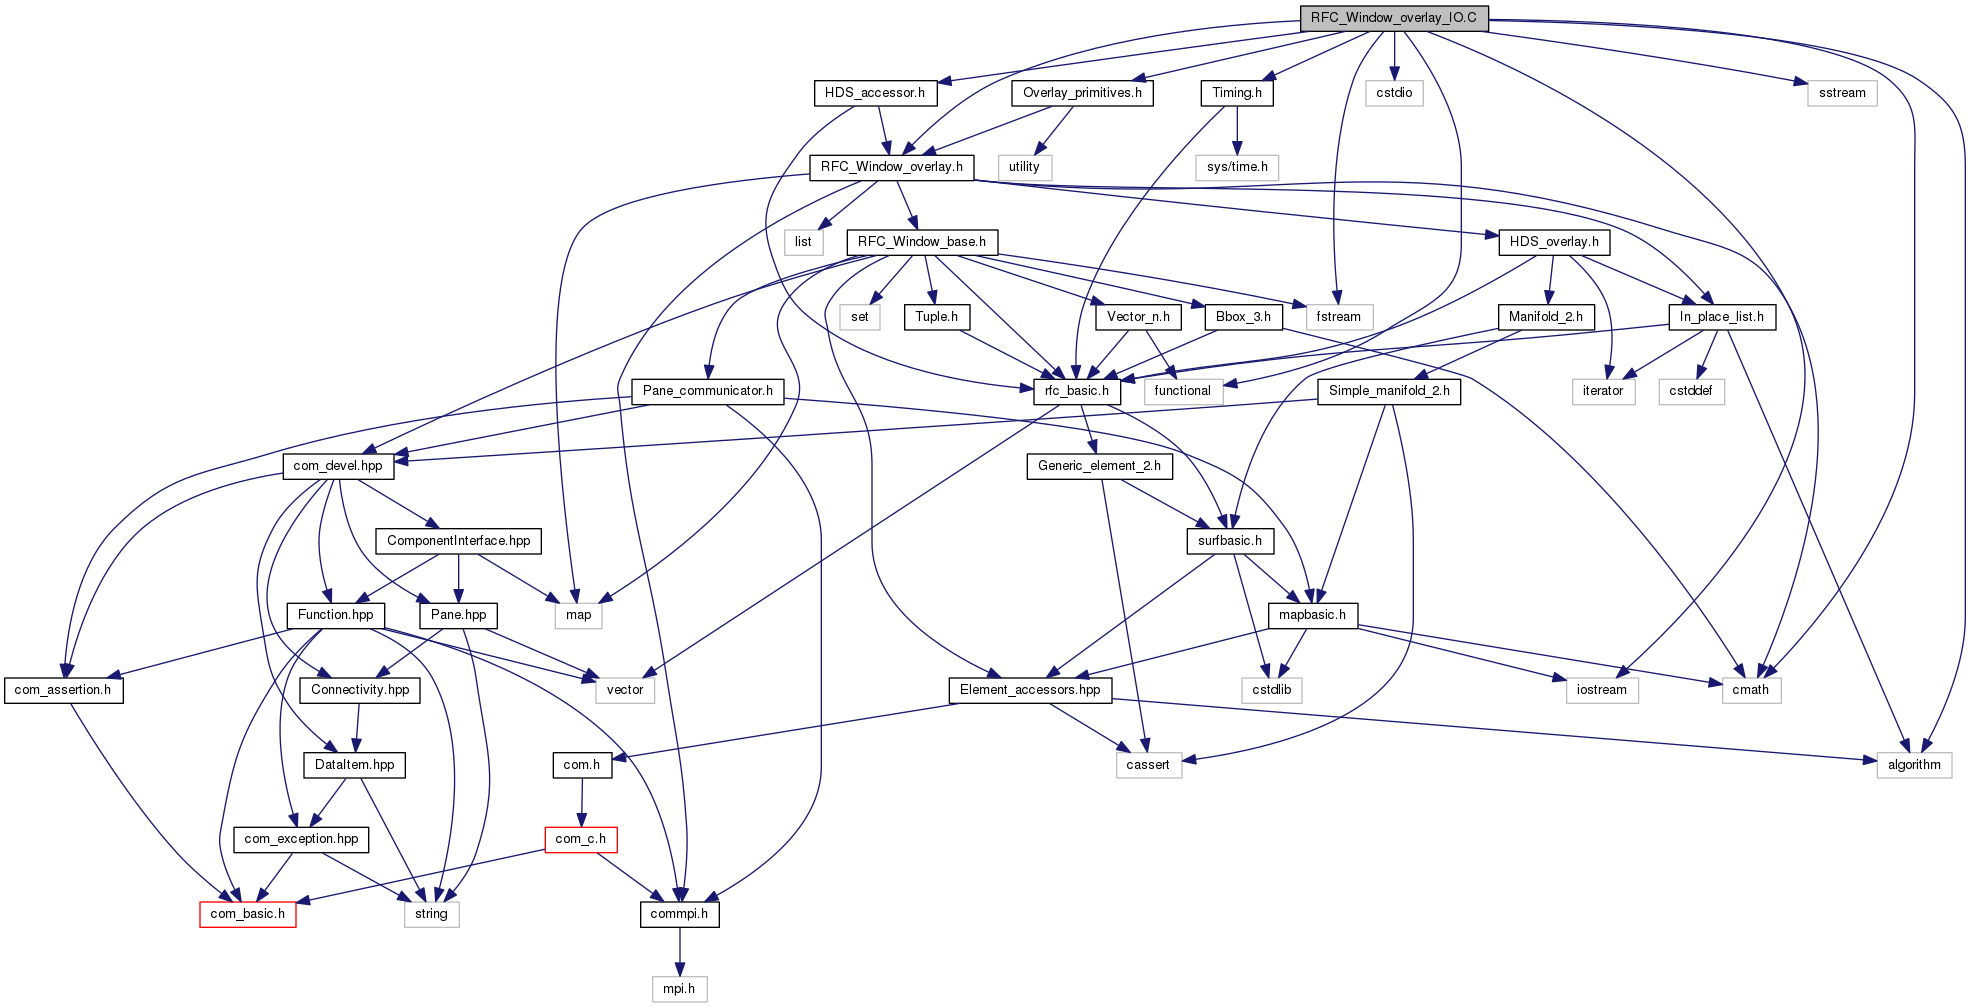 RFC_Window_overlay_IO.C
HDS_accessor.h
Overlay_primitives.h
Timing.h
cstdio
sstream
RFC_Window_overlay.h
utility
sys/time.h
list
RFC_Window_base.h
HDS_overlay.h
set
Tuple.h
Vector_n.h
Bbox_3.h
fstream
Manifold_2.h
In_place_list.h
Pane_communicator.h
rfc_basic.h
functional
Simple_manifold_2.h
iterator
cstddef
com_devel.hpp
Generic_element_2.h
ComponentInterface.hpp
surfbasic.h
Function.hpp
Pane.hpp
map
mapbasic.h
com_assertion.h
Connectivity.hpp
vector
Element_accessors.hpp
cstdlib
iostream
cmath
DataItem.hpp
com.h
cassert
algorithm
com_exception.hpp
com_c.h
com_basic.h
string
commpi.h
mpi.h